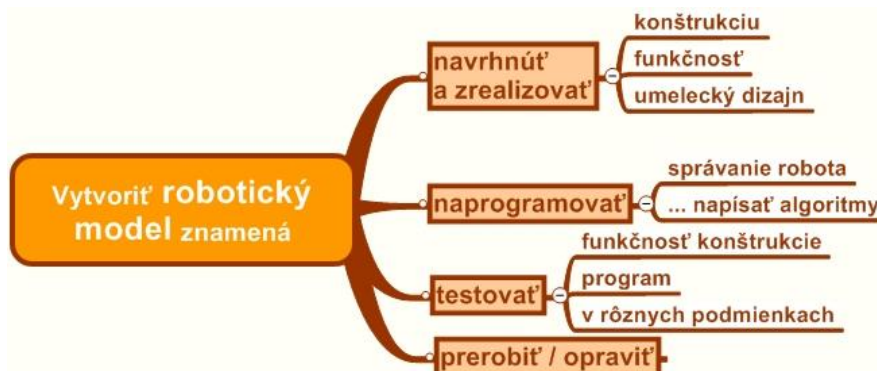 Vytvoriť robotický
model znamená
navrhnúť
a zrealizovať
konštrukciu
funkčnosť
umelecký dizajn
naprogramovať
správanie robota
... napísať algoritmy
testovať
funkčnosť konštrukcie
program
v rôznych podmienkach
prerobiť / opraviť